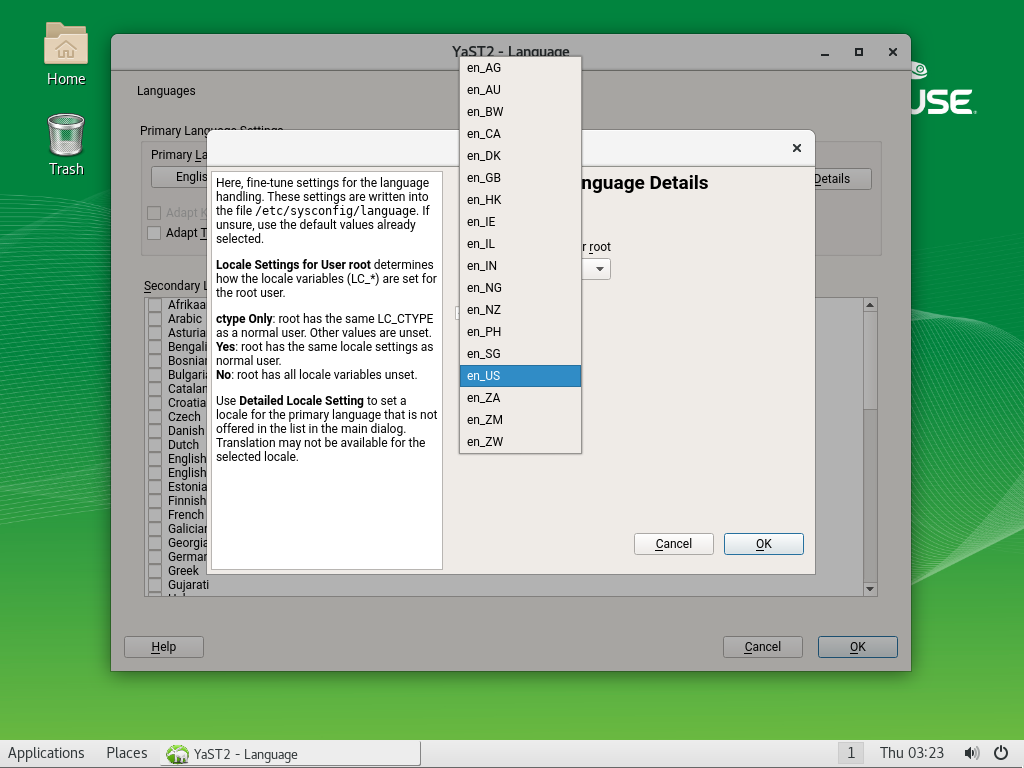 Home
Trash
YaST2 - Language
USE
Languages
Primary Language Settings
Primary La
Englis
Details
Adapt K
Adapt T
Secondary L
Afrikaa
Arabic
Asturian
Bengali
Bosnian
Bulgaria
Catalan
Croatia
Czech
Danish
Dutch
English
English
Estonia
Finnish
French
Galician
Georgia
German
Greek
Gujarati
Here, fine-tune settings for the language
handling. These settings are written into
the file /etc/sysconfig/language. If
unsure, use the default values already
selected.
Locale Settings for User root determines
how the locale variables (LC_*) are set for
the root user.
ctype Only: root has the same LC_CTYPE
as a normal user. Other values are unset.
Yes: root has the same locale settings as
normal user.
No: root has all locale variables unset.
Use Detailed Locale Setting to set a
locale for the primary language that is not
offered in the list in the main dialog.
Translation may not be available for the
selected locale.
nguage Details
r root
en_AG
en_AU
en_BW
en_CA
en_DK
en_GB
en_HK
en_IE
en_IL
en_IN
en_NG
en_NZ
en_PH
en_SG
en_US
en_ZA
en_ZM
en_ZW
Cancel
OK
Help
Cancel
OK
Applications
Places
YaST2 - Language
1
Thu 03:23